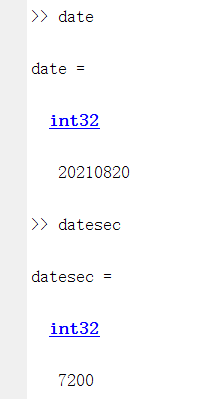 >> date
date =
int32
20210820
>> datesec
datesec =
int32
7200